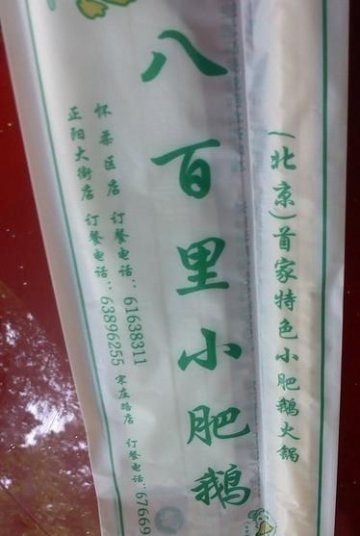 (北京)首家特色小肥鹅火锅
八百里小肥鹅
怀柔区店 订餐电话：61638311 宋庄路店 订餐电话：67669
正阳大街店 订餐电话：63896255